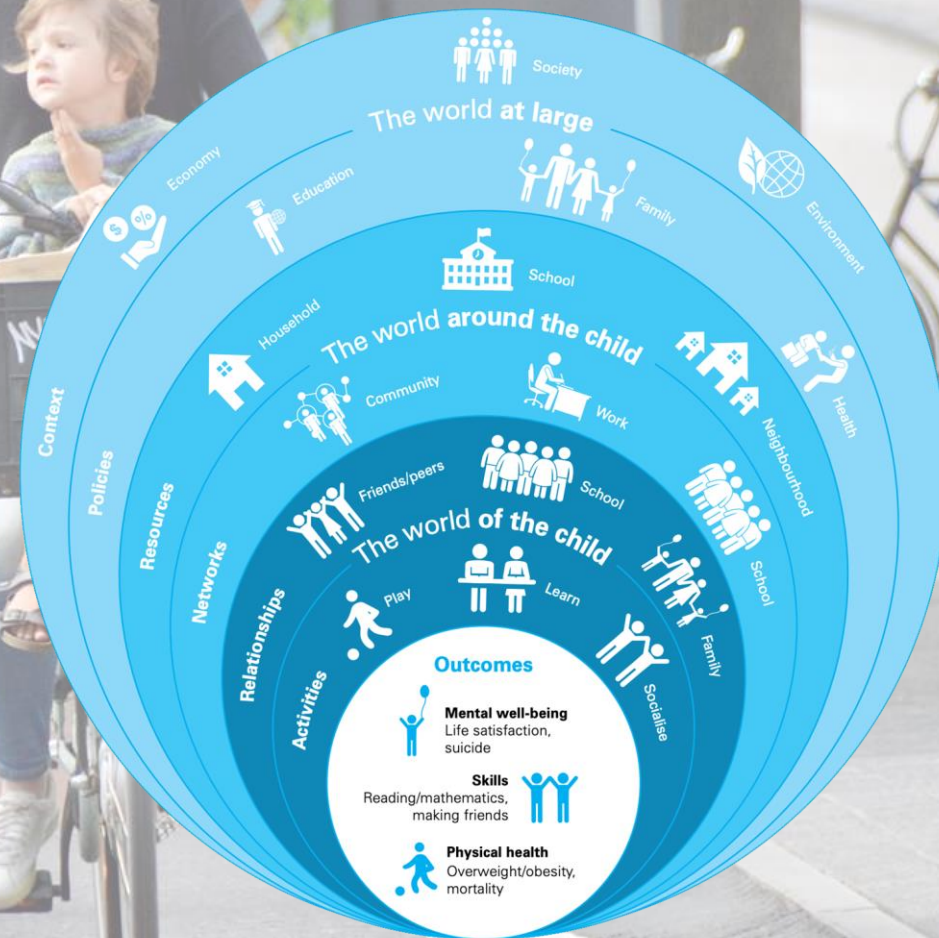 Society
The world at large
Economy
Education
Family
Environment
School
Household
The world around the child
Community
Work
Neighbourhood
Health
Context
Policies
Resources
Networks
Friends/peers
School
School
The world of the child
Relationships
Activities
Play
Learn
Family
Socialise
Outcomes
Mental well-being
Life satisfaction,
suicide
Skills
Reading/mathematics,
making friends
Physical health
Overweight/obesity,
mortality
$
%